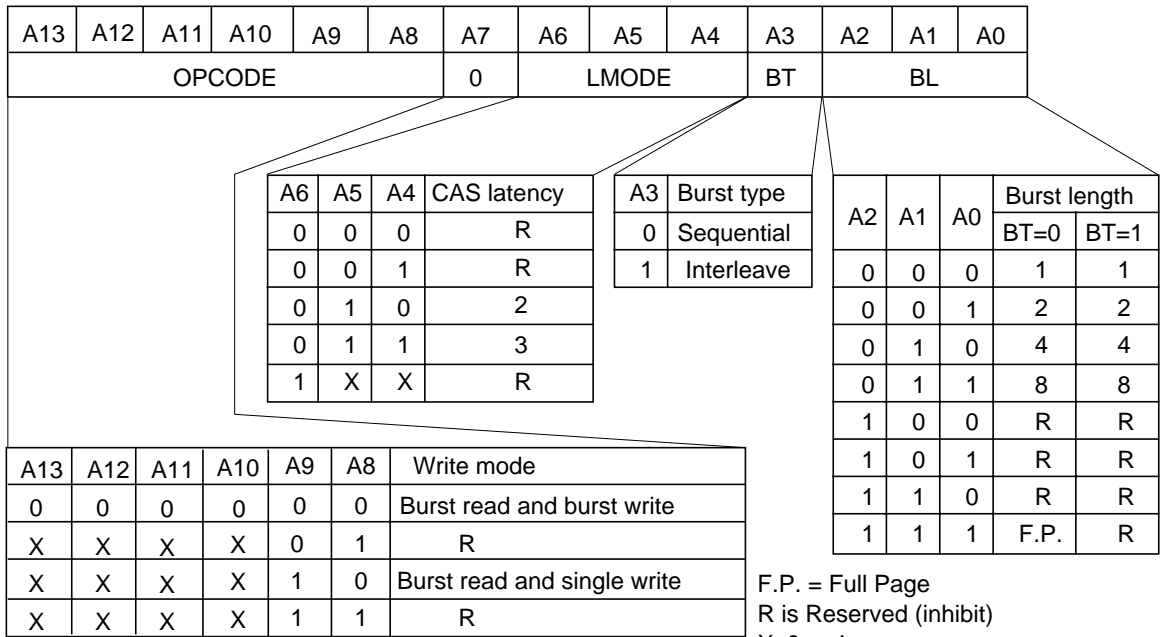 A13 A12 A11 A10 A9 A8 A7 A6 A5 A4 A3 A2 A1 A0
OPCODE 0 LMODE BT BL
A6 A5 A4 CAS latency
0 0 0 R
0 0 1 R
0 1 0 2
0 1 1 3
1 X X R
A3 Burst type
0 Sequential
1 Interleave
A2 A1 A0 Burst length
BT=0 BT=1
0 0 0 1 1
0 0 1 2 2
0 1 0 4 4
0 1 1 8 8
1 0 0 R R
1 0 1 R R
1 1 0 R R
1 1 1 F.P. R
A13 A12 A11 A10 A9 A8 Write mode
0 0 0 0 0 0 Burst read and burst write
X X X X 0 1 R
X X X X 1 0 Burst read and single write
X X X X 1 1 R
F.P. = Full Page
R is Reserved (inhibit)